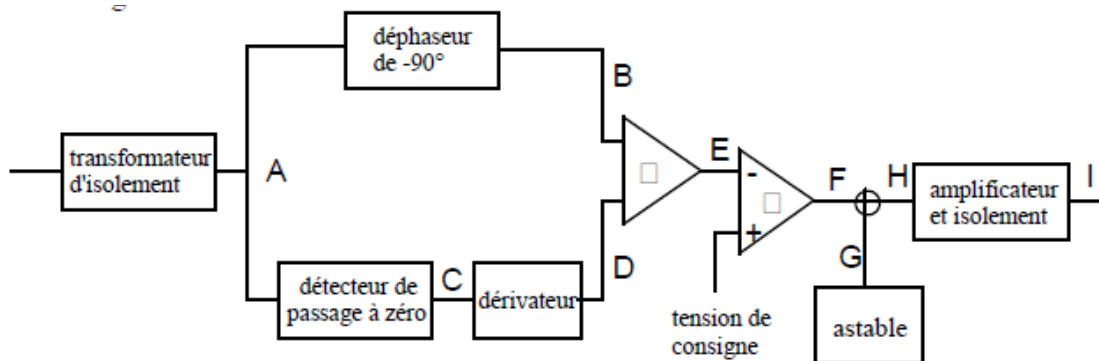 déphaseur
de -90°
B
transformateur
d'isolement
A
E
-
+
F
H
amplificateur
et isolement
I
détecteur de
passage à zéro
C
dérivateur
D
G
tension de
consigne
astable